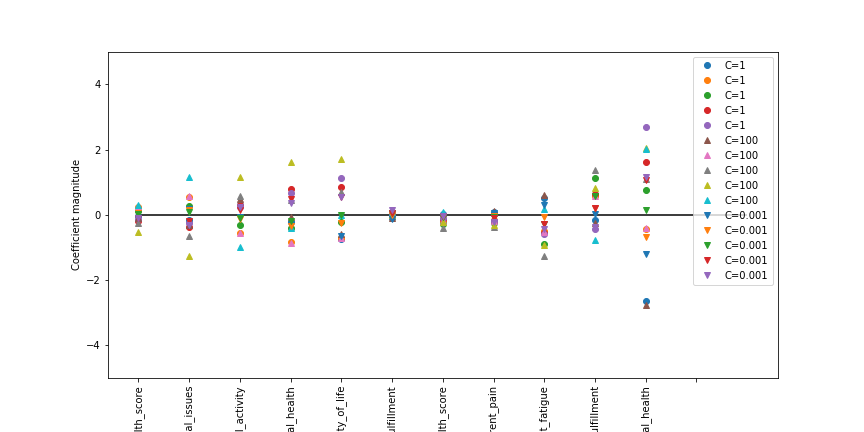 4
2
0
−2
−4
Coefficient magnitude
C=1
C=1
C=1
C=1
C=1
C=100
C=100
C=100
C=100
C=100
C=0.001
C=0.001
C=0.001
C=0.001
C=0.001
lth_score
al_issues
l_activity
al_health
ty_of_life
ulfillment
lth_score
rent_pain
t_fatigue
ulfillment
al_health